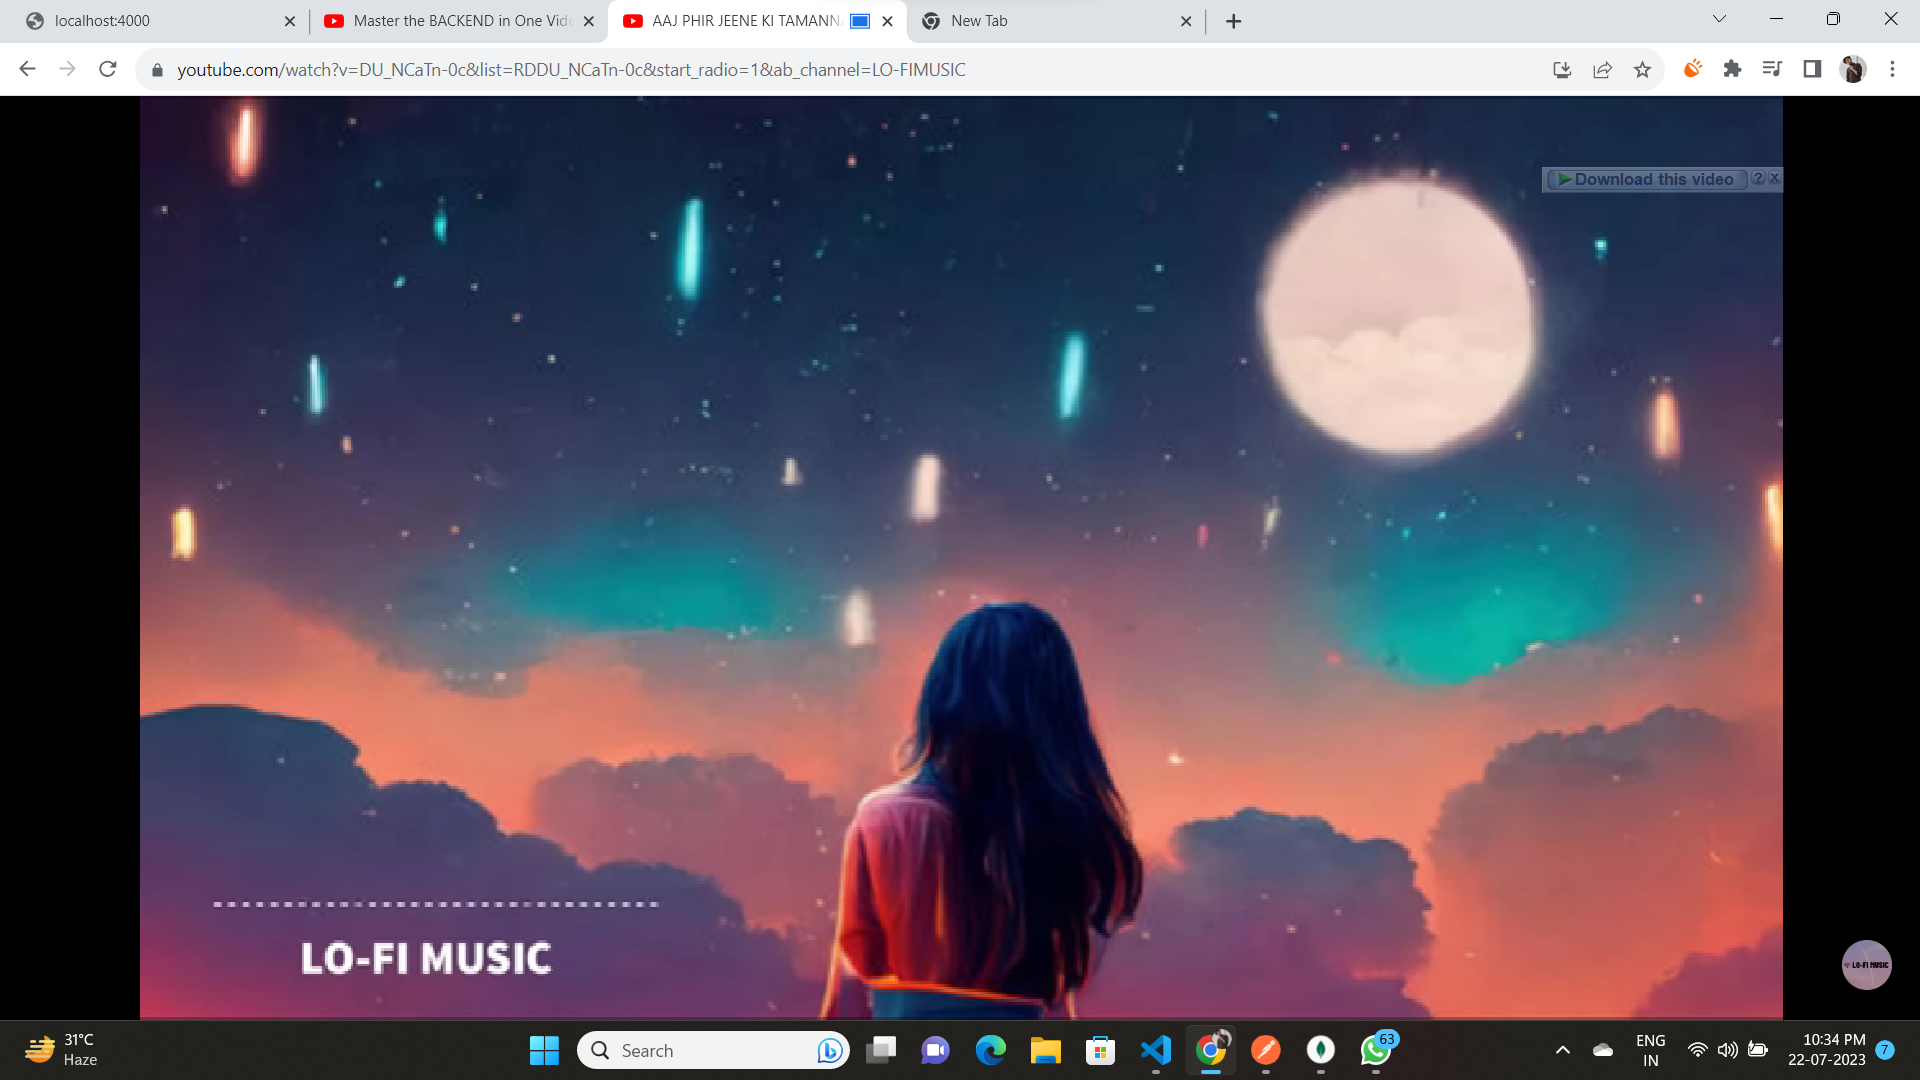 localhost:4000
Master the BACKEND in One Vide
AAJ PHIR JEENE KI TAMANNA
New Tab
youtube.com/watch?v=DU_NCaTn-0c&list=RDDU_NCaTn-0c&start_radio=1&ab_channel=LO-FIMUSIC
Download this video
?
LO-FI MUSIC
LO-FI MUSIC
31°C
Haze
Search
63
ENG
IN
10:34 PM
22-07-2023
7